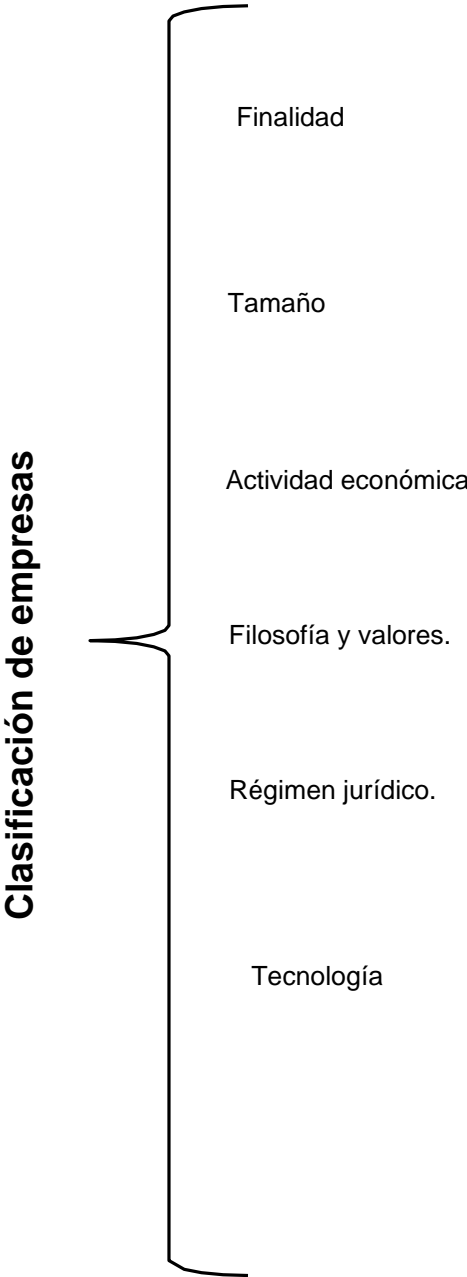 Clasificación de empresas
Finalidad
Tamaño
Actividad económica
Filosofía y valores.
Régimen jurídico.
Tecnología